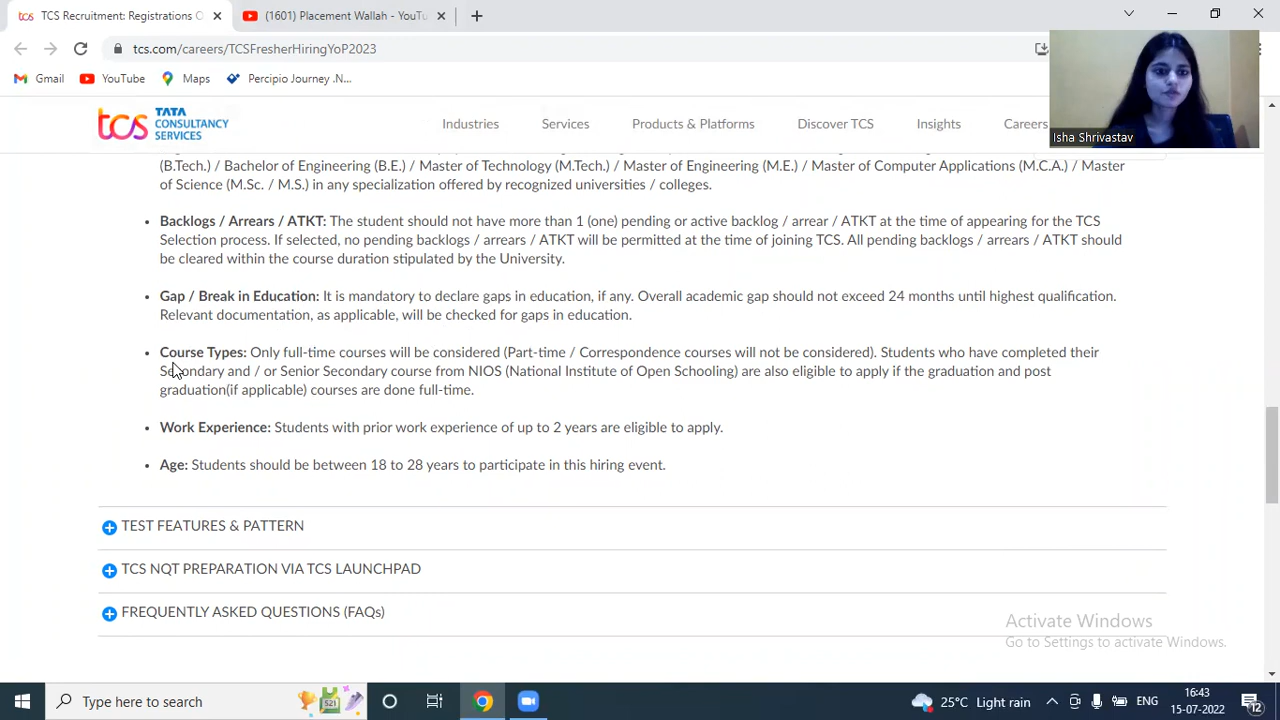 TCS Recruitment: Registrations O
(1601) Placement Wallah - YouTu
tcs.com/careers/TCSFresherHiringYoP2023
Gmail
YouTube
Maps
Percipio Journey .N...
tcs TATA CONSULTANCY SERVICES
Industries
Services
Products & Platforms
Discover TCS
Insights
Careers
Isha Shrivastav
(B.Tech.) / Bachelor of Engineering (B.E.) / Master of Technology (M.Tech.) / Master of Engineering (M.E.) / Master of Computer Applications (M.C.A.) / Master
of Science (M.Sc. / M.S.) in any specialization offered by recognized universities / colleges.
• Backlogs / Arrears / ATKT: The student should not have more than 1 (one) pending or active backlog / arrear / ATKT at the time of appearing for the TCS
Selection process. If selected, no pending backlogs / arrears / ATKT will be permitted at the time of joining TCS. All pending backlogs / arrears / ATKT should
be cleared within the course duration stipulated by the University.
• Gap / Break in Education: It is mandatory to declare gaps in education, if any. Overall academic gap should not exceed 24 months until highest qualification.
Relevant documentation, as applicable, will be checked for gaps in education.
• Course Types: Only full-time courses will be considered (Part-time / Correspondence courses will not be considered). Students who have completed their
Secondary and / or Senior Secondary course from NIOS (National Institute of Open Schooling) are also eligible to apply if the graduation and post
graduation(if applicable) courses are done full-time.
• Work Experience: Students with prior work experience of up to 2 years are eligible to apply.
• Age: Students should be between 18 to 28 years to participate in this hiring event.
TEST FEATURES & PATTERN
TCS NQT PREPARATION VIA TCS LAUNCHPAD
FREQUENTLY ASKED QUESTIONS (FAQs)
Activate Windows
Go to Settings to activate Windows.
Type here to search
25°C Light rain
ENG
16:43
15-07-2022
12